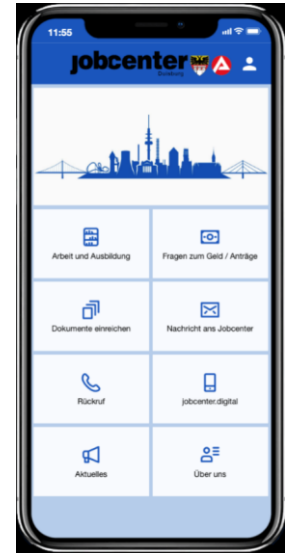 11:55
jobcenter
Duisburg
Arbeit und Ausbildung
Fragen zum Geld / Anträge
Dokumente einreichen
Nachricht ans Jobcenter
Rückruf
jobcenter.digital
Aktuelles
Über uns